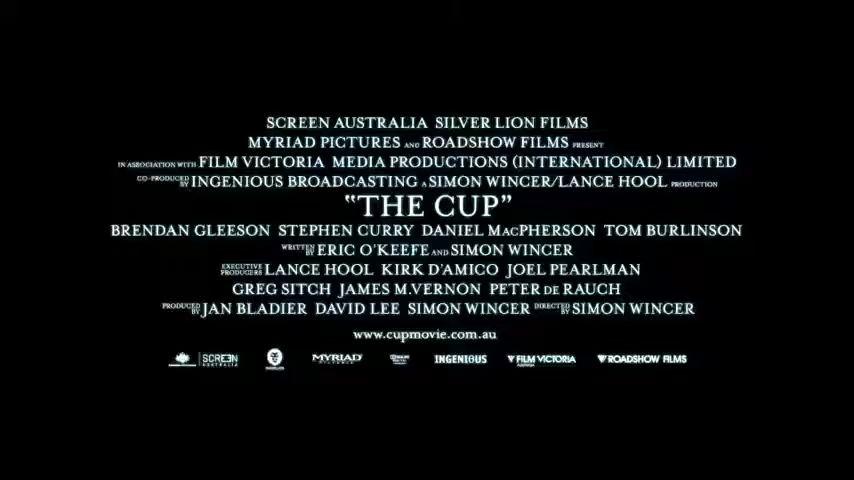 SCREEN AUSTRALIA SILVER LION FILMS
MYRIAD PICTURES AND ROADSHOW FILMS PRESENT
IN ASSOCIATION WITH FILM VICTORIA MEDIA PRODUCTIONS (INTERNATIONAL) LIMITED
CO-PRODUCED BY INGENIOUS BROADCASTING A SIMON WINCER/LANCE HOOL PRODUCTION
"THE CUP"
BRENDAN GLEESON STEPHEN CURRY DANIEL MACPHERSON TOM BURLINSON
WRITTEN BY ERIC O'KEEFE AND SIMON WINCER
EXECUTIVE PRODUCERS LANCE HOOL KIRK D'AMICO JOEL PEARLMAN
GREG SITCH JAMES M.VERNON PETER DE RAUCH
PRODUCED BY JAN BLADIER DAVID LEE SIMON WINCER DIRECTED BY SIMON WINCER
www.cupmovie.com.au
SCREEN AUSTRALIA MYRIAD PICTURES INGENIOUS FILM VICTORIA ROADSHOW FILMS